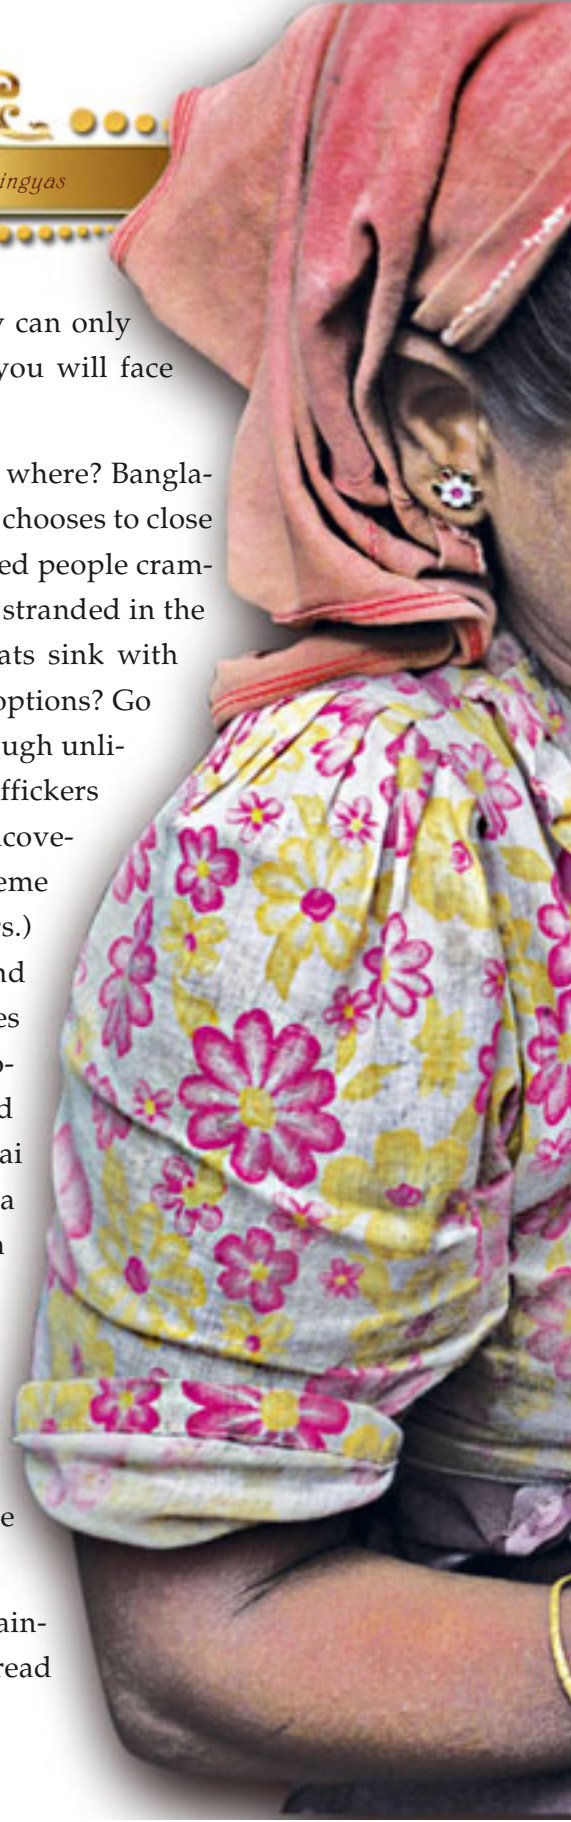 ingyas
can only
you will face
where? Bangla-
chooses to close
ed people cram-
stranded in the
ats sink with
options? Go
ugh unli-
ffickers
cove-
eme
s.)
nd
es
o-
d
ai
a
n
e
ain-
read